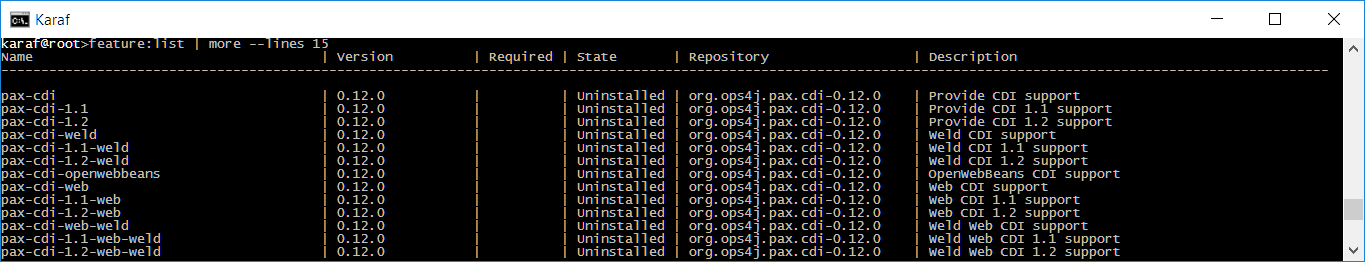 Karaf
karaf@root>feature:list | more --lines 15
Name | Version | Required | State | Repository | Description
pax-cdi | 0.12.0 | | Uninstalled | org.ops4j.pax.cdi-0.12.0 | Provide CDI support
pax-cdi-1.1 | 0.12.0 | | Uninstalled | org.ops4j.pax.cdi-0.12.0 | Provide CDI 1.1 support
pax-cdi-1.2 | 0.12.0 | | Uninstalled | org.ops4j.pax.cdi-0.12.0 | Provide CDI 1.2 support
pax-cdi-weld | 0.12.0 | | Uninstalled | org.ops4j.pax.cdi-0.12.0 | Weld CDI support
pax-cdi-1.1-weld | 0.12.0 | | Uninstalled | org.ops4j.pax.cdi-0.12.0 | Weld CDI 1.1 support
pax-cdi-1.2-weld | 0.12.0 | | Uninstalled | org.ops4j.pax.cdi-0.12.0 | Weld CDI 1.2 support
pax-cdi-openwebbeans | 0.12.0 | | Uninstalled | org.ops4j.pax.cdi-0.12.0 | OpenWebBeans CDI support
pax-cdi-web | 0.12.0 | | Uninstalled | org.ops4j.pax.cdi-0.12.0 | Web CDI support
pax-cdi-1.1-web | 0.12.0 | | Uninstalled | org.ops4j.pax.cdi-0.12.0 | Web CDI 1.1 support
pax-cdi-1.2-web | 0.12.0 | | Uninstalled | org.ops4j.pax.cdi-0.12.0 | Web CDI 1.2 support
pax-cdi-web-weld | 0.12.0 | | Uninstalled | org.ops4j.pax.cdi-0.12.0 | Weld Web CDI support
pax-cdi-1.1-web-weld | 0.12.0 | | Uninstalled | org.ops4j.pax.cdi-0.12.0 | Weld Web CDI 1.1 support
pax-cdi-1.2-web-weld | 0.12.0 | | Uninstalled | org.ops4j.pax.cdi-0.12.0 | Weld Web CDI 1.2 support